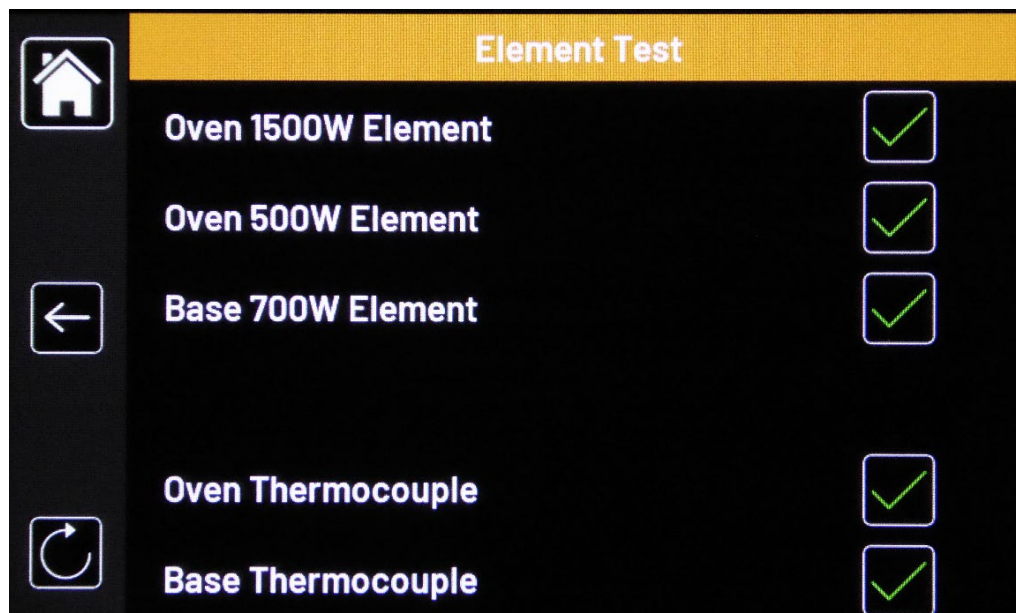 Element Test
Oven 1500W Element
Oven 500W Element
Base 700W Element
Oven Thermocouple
Base Thermocouple